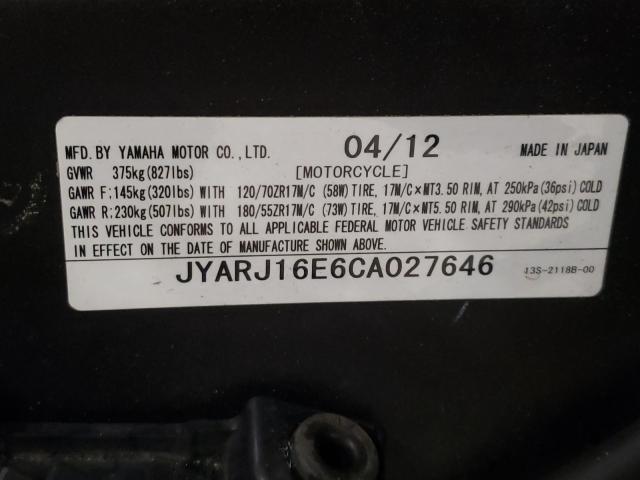 MFD. BY YAMAHA MOTOR CO., LTD. 04/12 MADE IN JAPAN
GVWR 375kg (827lbs) [MOTORCYCLE]
GAWR F:145kg(320lbs) WITH 120/70ZR17M/C (58W) TIRE, 17M/C×MT3.50 RIM, AT 250kPa(36psi) COLD
GAWR R:230kg(507lbs) WITH 180/55ZR17M/C (73W) TIRE, 17M/C×MT5.50 RIM, AT 290kPa(42psi) COLD
THIS VEHICLE CONFORMS TO ALL APPLICABLE FEDERAL MOTOR VEHICLE SAFETY STANDARDS
IN EFFECT ON THE DATE OF MANUFACTURE SHOWN ABOVE.
JYARJ16E6CA027646 13S-2118B-00